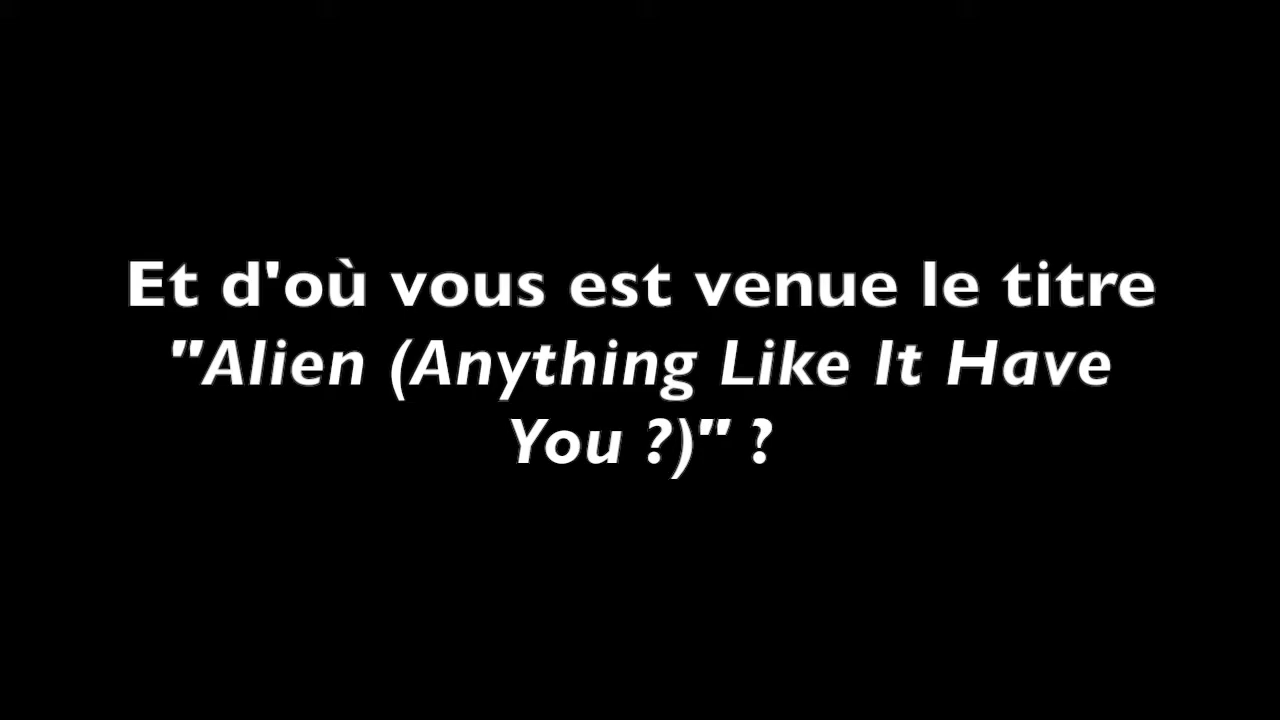 Et d'où vous est venue le titre
"Alien (Anything Like It Have
You ?)" ?